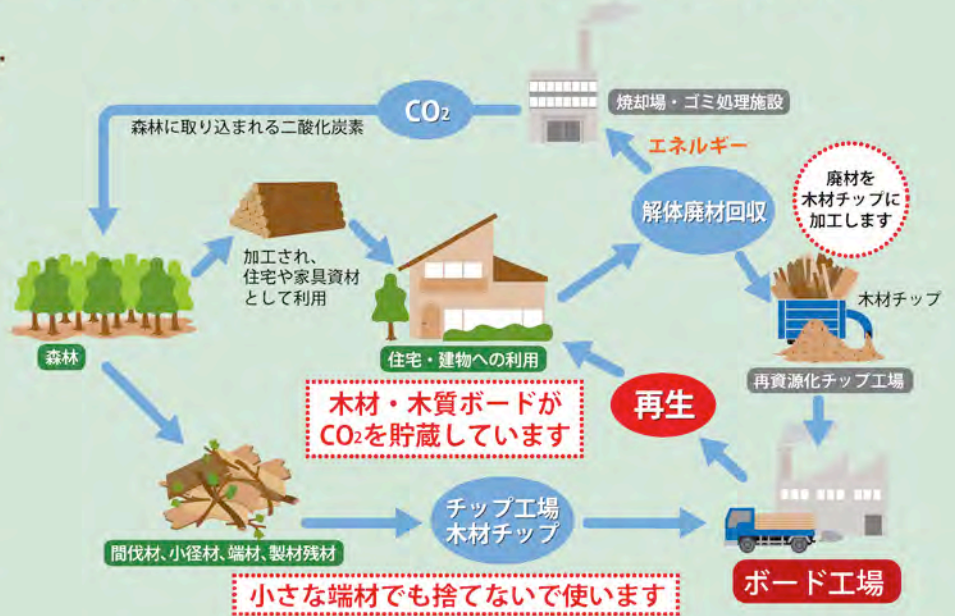 焼却場・ゴミ処理施設
CO₂
森林に取り込まれる二酸化炭素
エネルギー
解体廃材回収
廃材を
木材チップに
加工します
加工され、
住宅や家具資材
として利用
木材チップ
森林
住宅・建物への利用
再資源化チップ工場
木材・木質ボードが
CO₂を貯蔵しています
再生
チップ工場
木材チップ
間伐材、小径材、端材、製材残材
ボード工場
小さな端材でも捨てないで使います